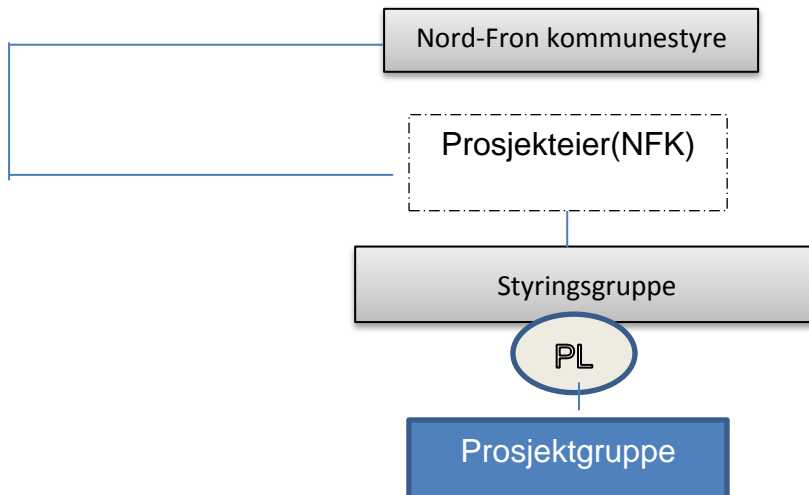 Nord-Fron kommunestyre
Prosjekteier(NFK)
Styringsgruppe
PL
Prosjektgruppe